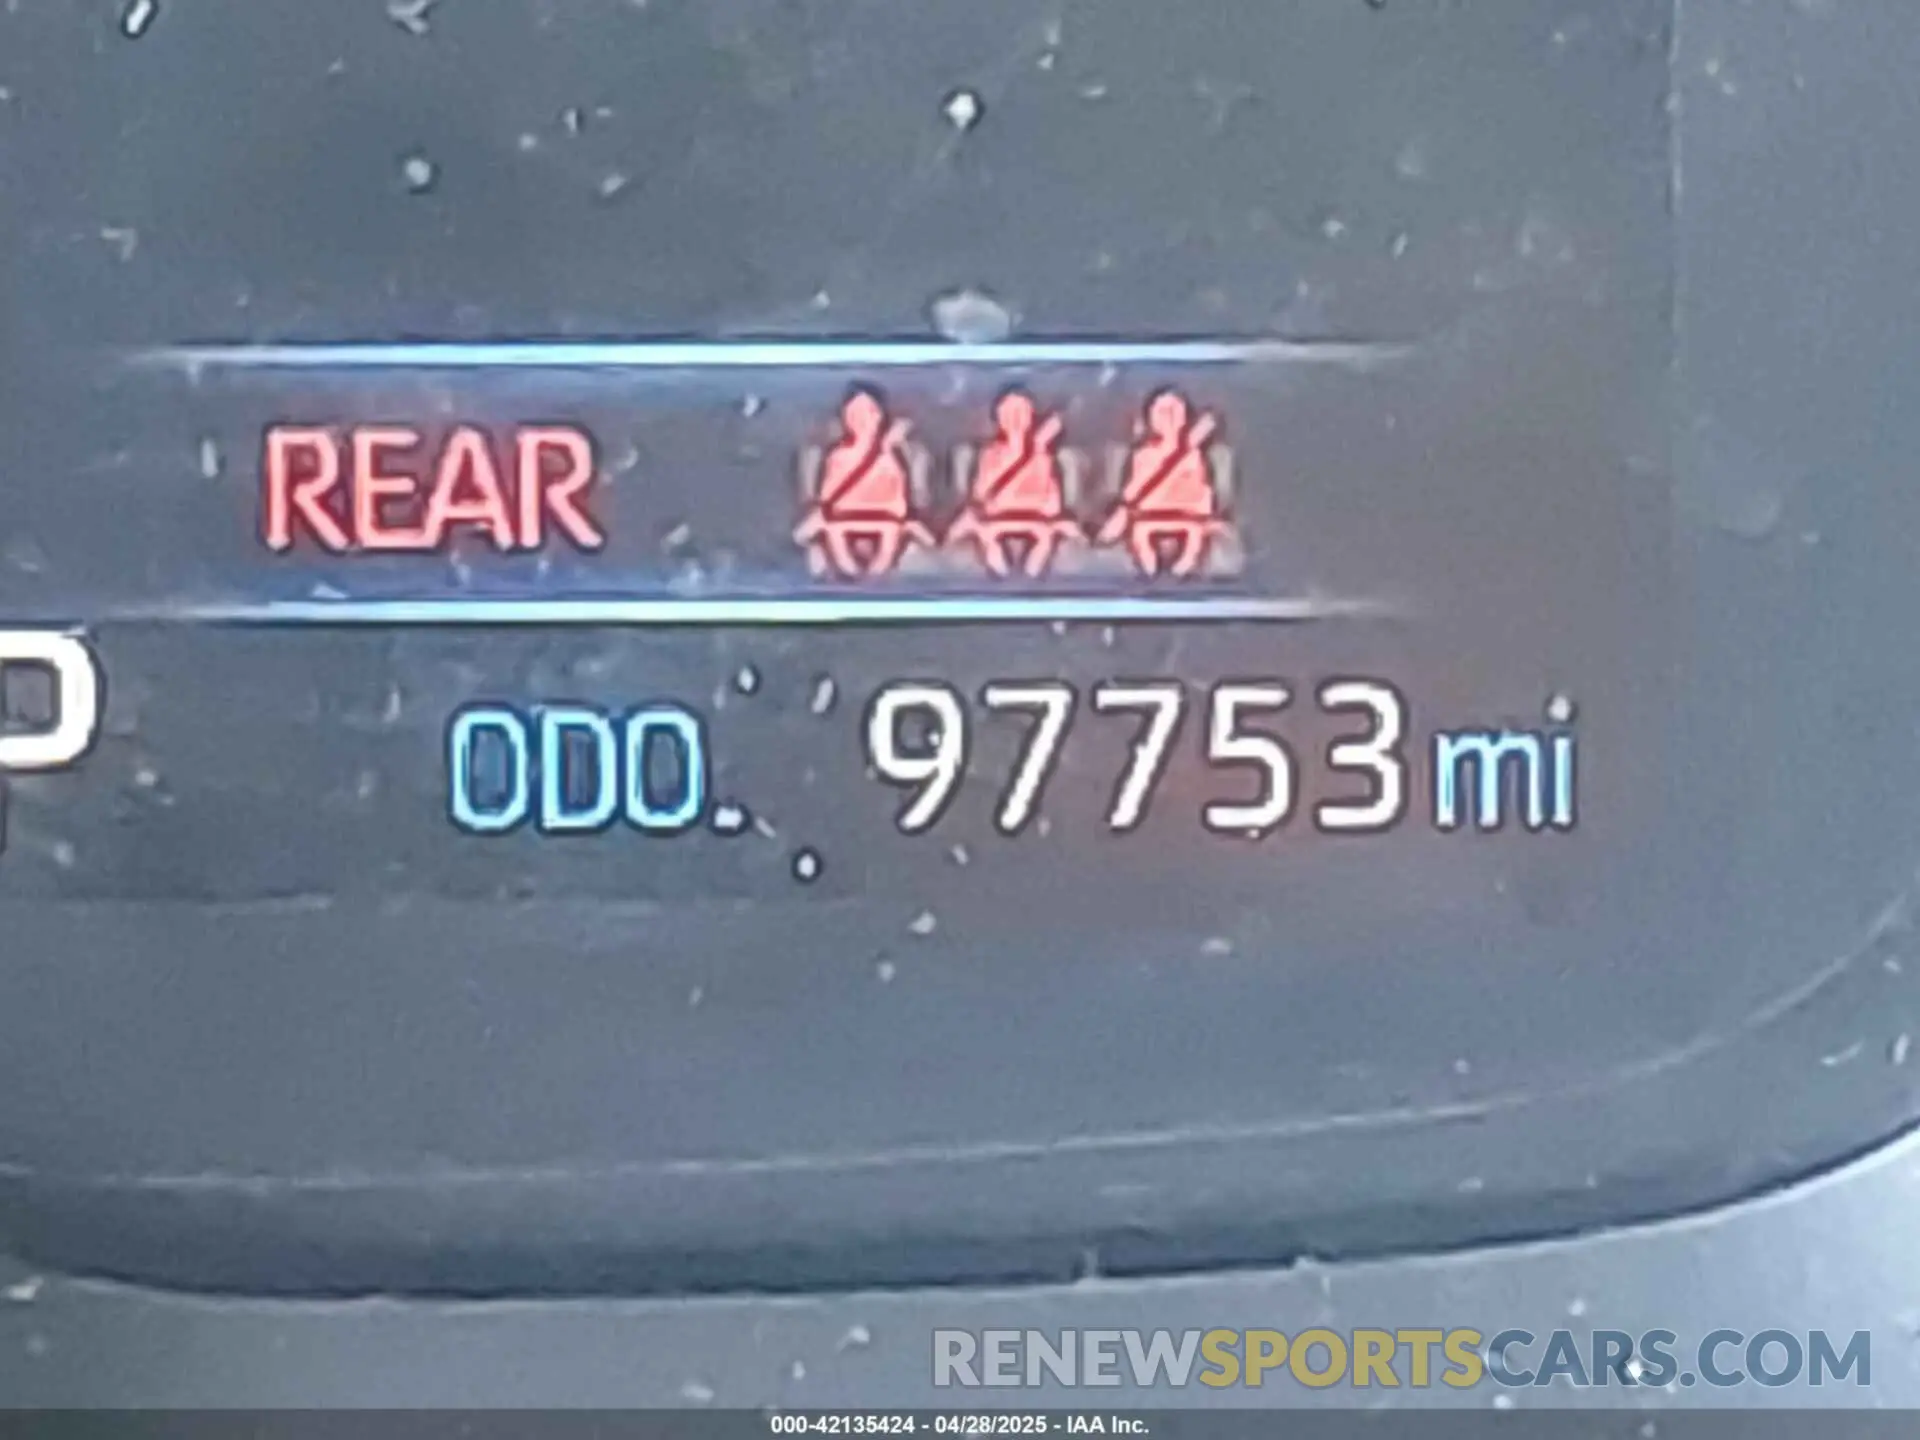 REAR
P
ODO. 97753 mi
RENEWSPORTSCARS.COM
000-42135424 - 04/28/2025 - IAA Inc.